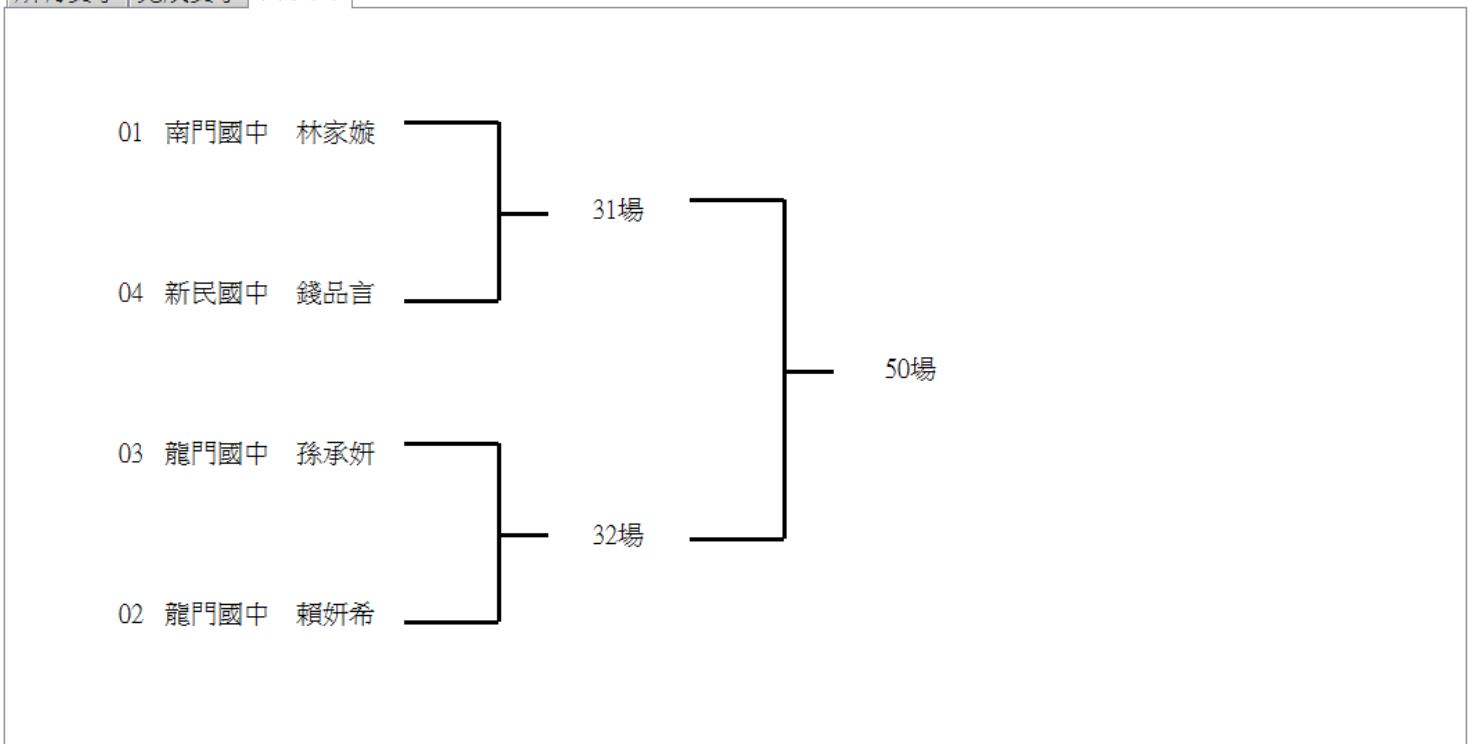 01 南門國中 林家嫙
31場
04 新民國中 錢品言
50場
03 龍門國中 孫承妍
32場
02 龍門國中 賴妍希